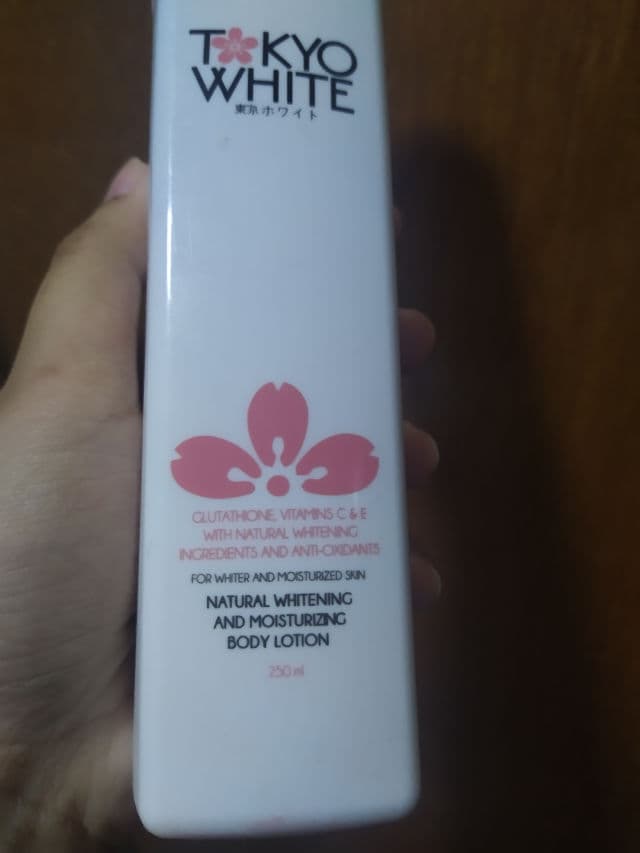 TOKYO
WHITE
東京ホワイト
GLUTATHIONE, VITAMINS C & E
WITH NATURAL WHITENING
INGREDIENTS AND ANTI-OXIDANTS
FOR WHITER AND MOISTURIZED SKIN
NATURAL WHITENING
AND MOISTURIZING
BODY LOTION
250 ml